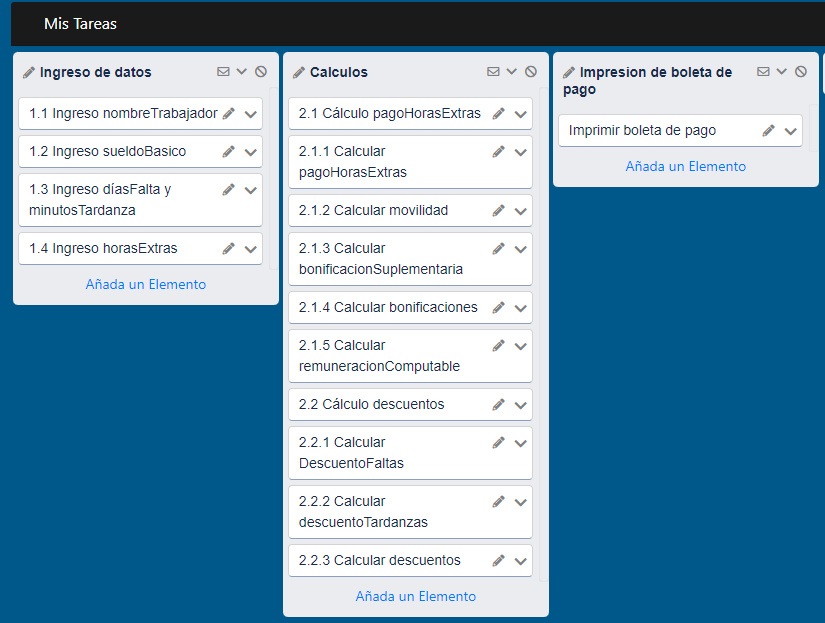 Mis Tareas
Ingreso de datos
1.1 Ingreso nombreTrabajador
1.2 Ingreso sueldoBasico
1.3 Ingreso díasFalta y
minutosTardanza
1.4 Ingreso horasExtras
Añada un Elemento
Calculos
2.1 Cálculo pagoHorasExtras
2.1.1 Calcular
pagoHorasExtras
2.1.2 Calcular movilidad
2.1.3 Calcular
bonificacionSuplementaria
2.1.4 Calcular bonificaciones
2.1.5 Calcular
remuneracionComputable
2.2 Cálculo descuentos
2.2.1 Calcular
DescuentoFaltas
2.2.2 Calcular
descuentoTardanzas
2.2.3 Calcular descuentos
Añada un Elemento
Impresion de boleta de
pago
Imprimir boleta de pago
Añada un Elemento